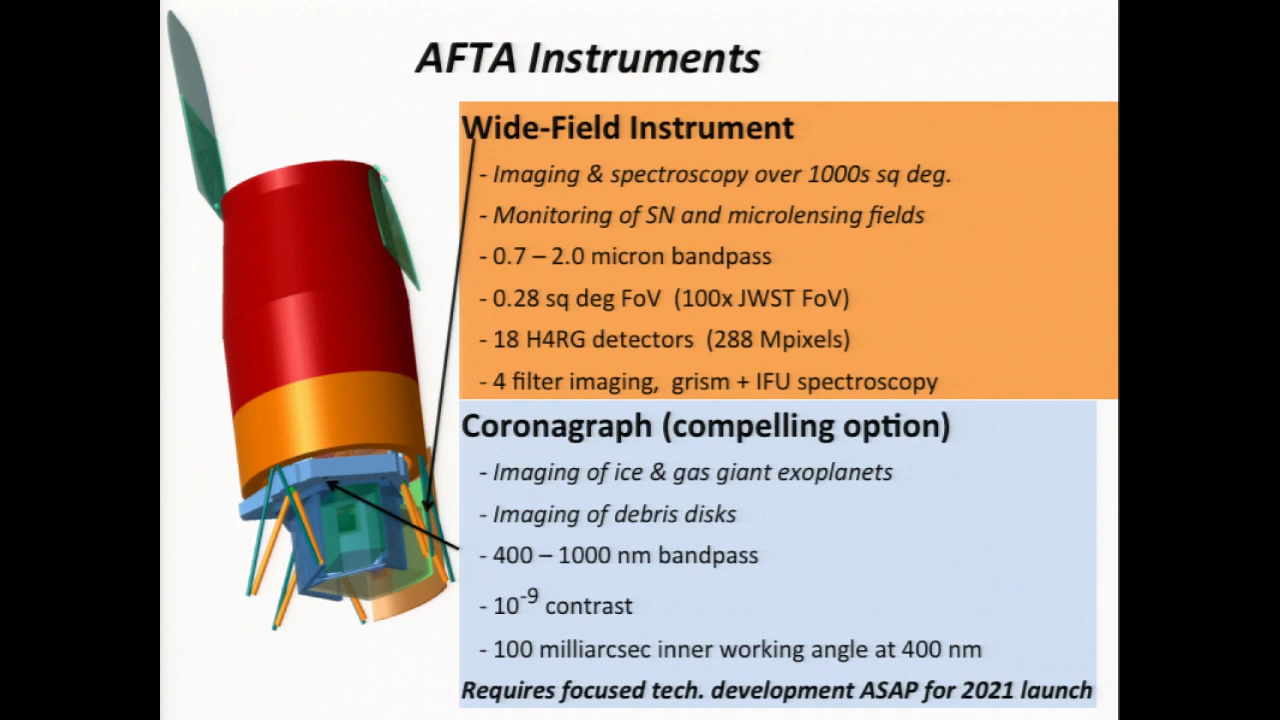 AFTA Instruments
Wide-Field Instrument
- Imaging & spectroscopy over 1000s sq deg.
- Monitoring of SN and microlensing fields
- 0.7 – 2.0 micron bandpass
- 0.28 sq deg FoV (100x JWST FoV)
- 18 H4RG detectors (288 Mpixels)
- 4 filter imaging, grism + IFU spectroscopy
Coronagraph (compelling option)
- Imaging of ice & gas giant exoplanets
- Imaging of debris disks
- 400 – 1000 nm bandpass
- 10⁻⁹ contrast
- 100 milliarcsec inner working angle at 400 nm
Requires focused tech. development ASAP for 2021 launch